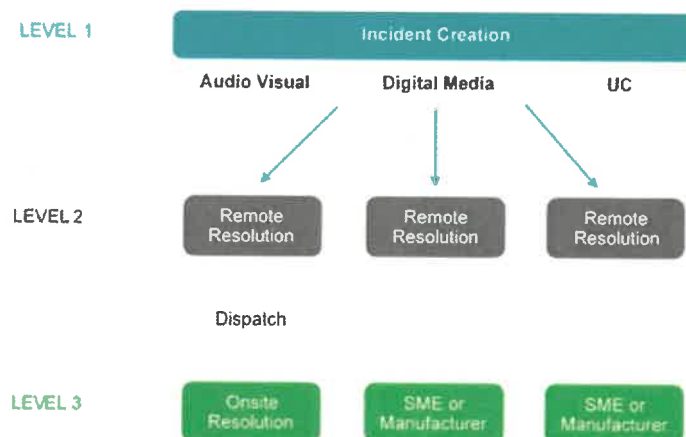 LEVEL 1
Incident Creation
Audio Visual
Digital Media
UC
LEVEL 2
Remote
Resolution
Remote
Resolution
Remote
Resolution
Dispatch
LEVEL 3
Onsite
Resolution
SME or
Manufacturer
SME or
Manufacturer